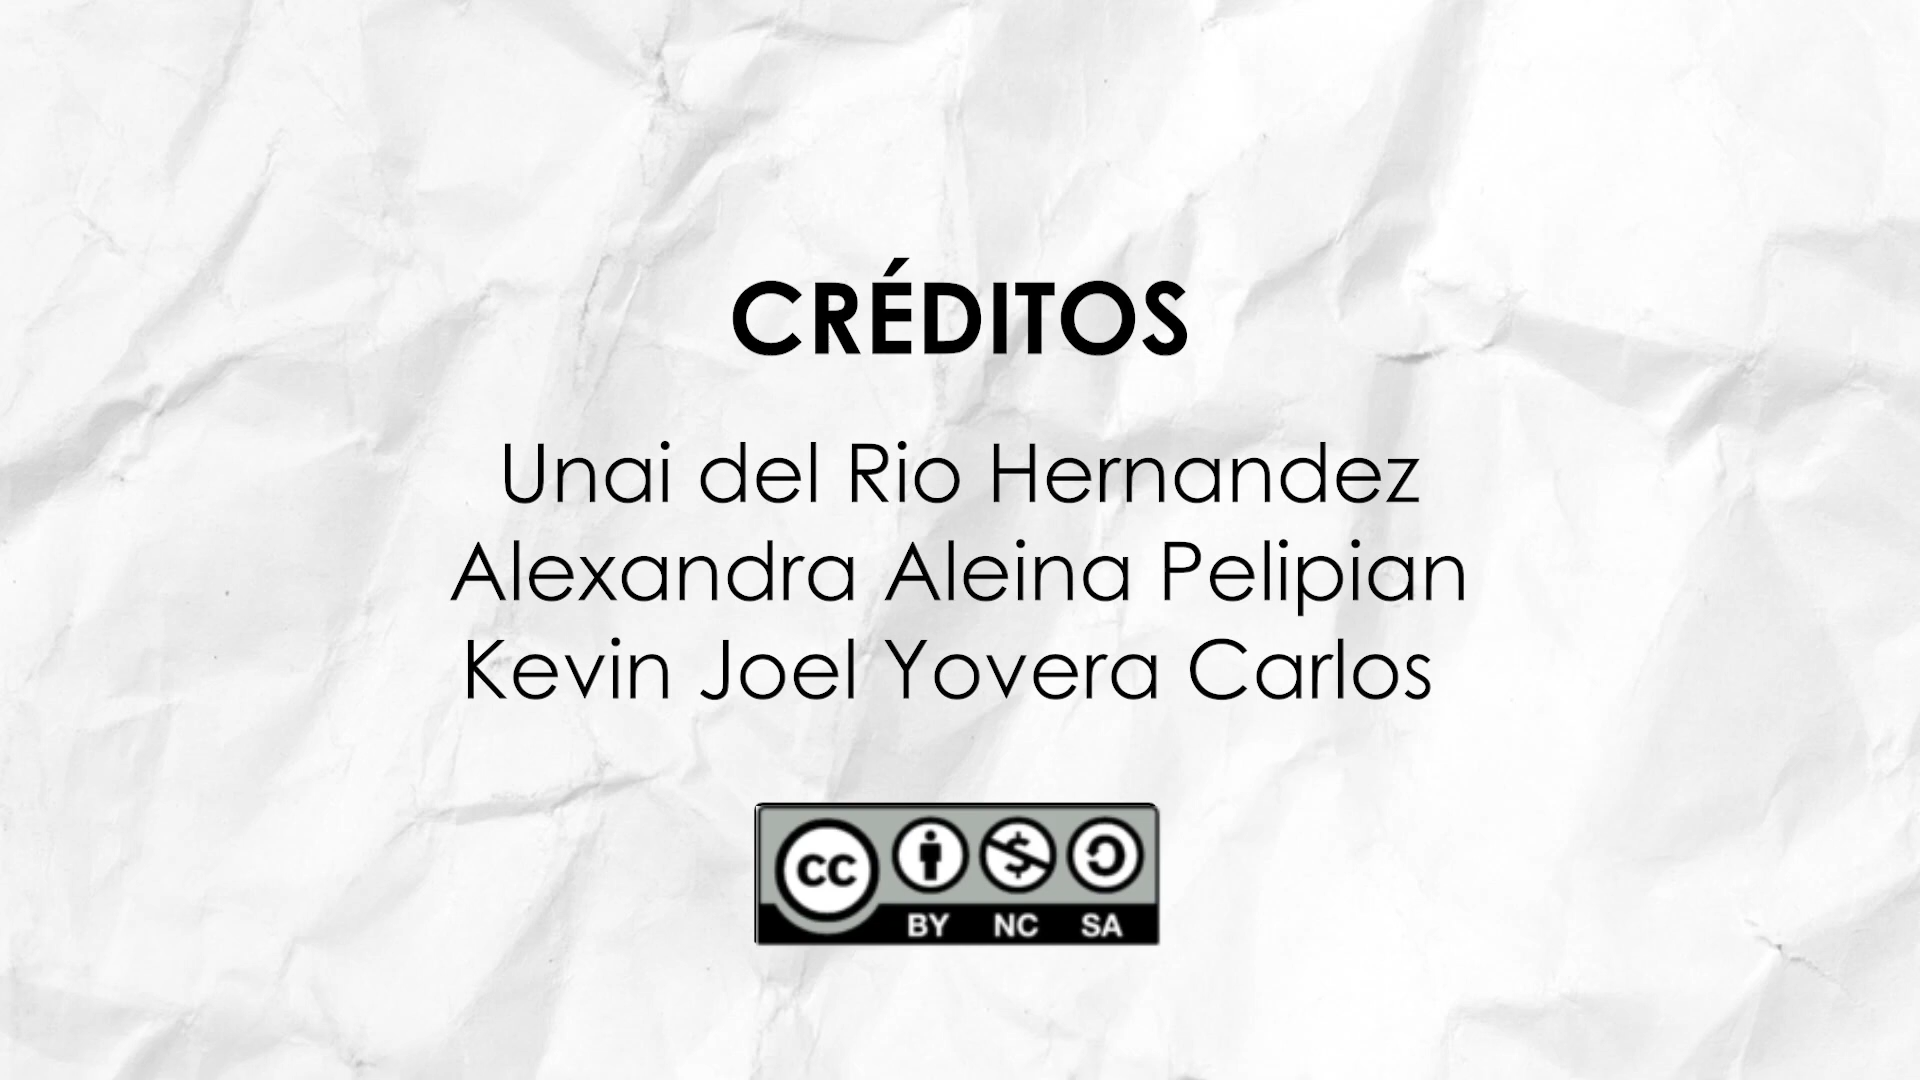 CRÉDITOS
Unai del Rio Hernandez
Alexandra Aleina Pelipian
Kevin Joel Yovera Carlos
cc
BY NC SA